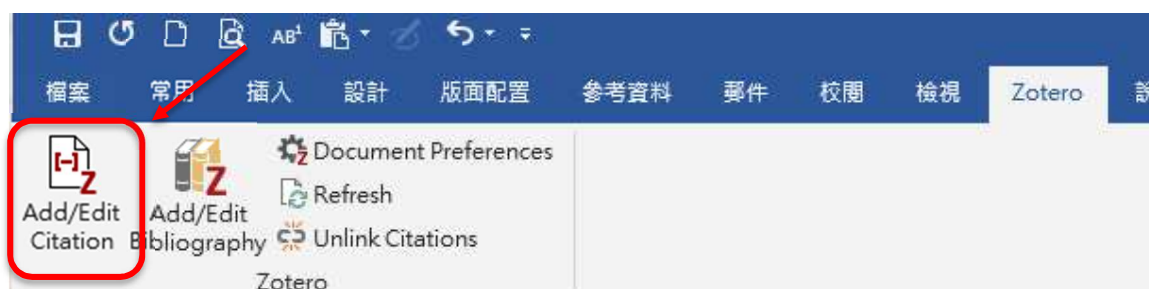 AB¹
檔案 常用 插入 設計 版面配置 參考資料 郵件 校閱 檢視 Zotero
Document Preferences
Refresh
Unlink Citations
Add/Edit
Citation
Add/Edit
Bibliography
Zotero